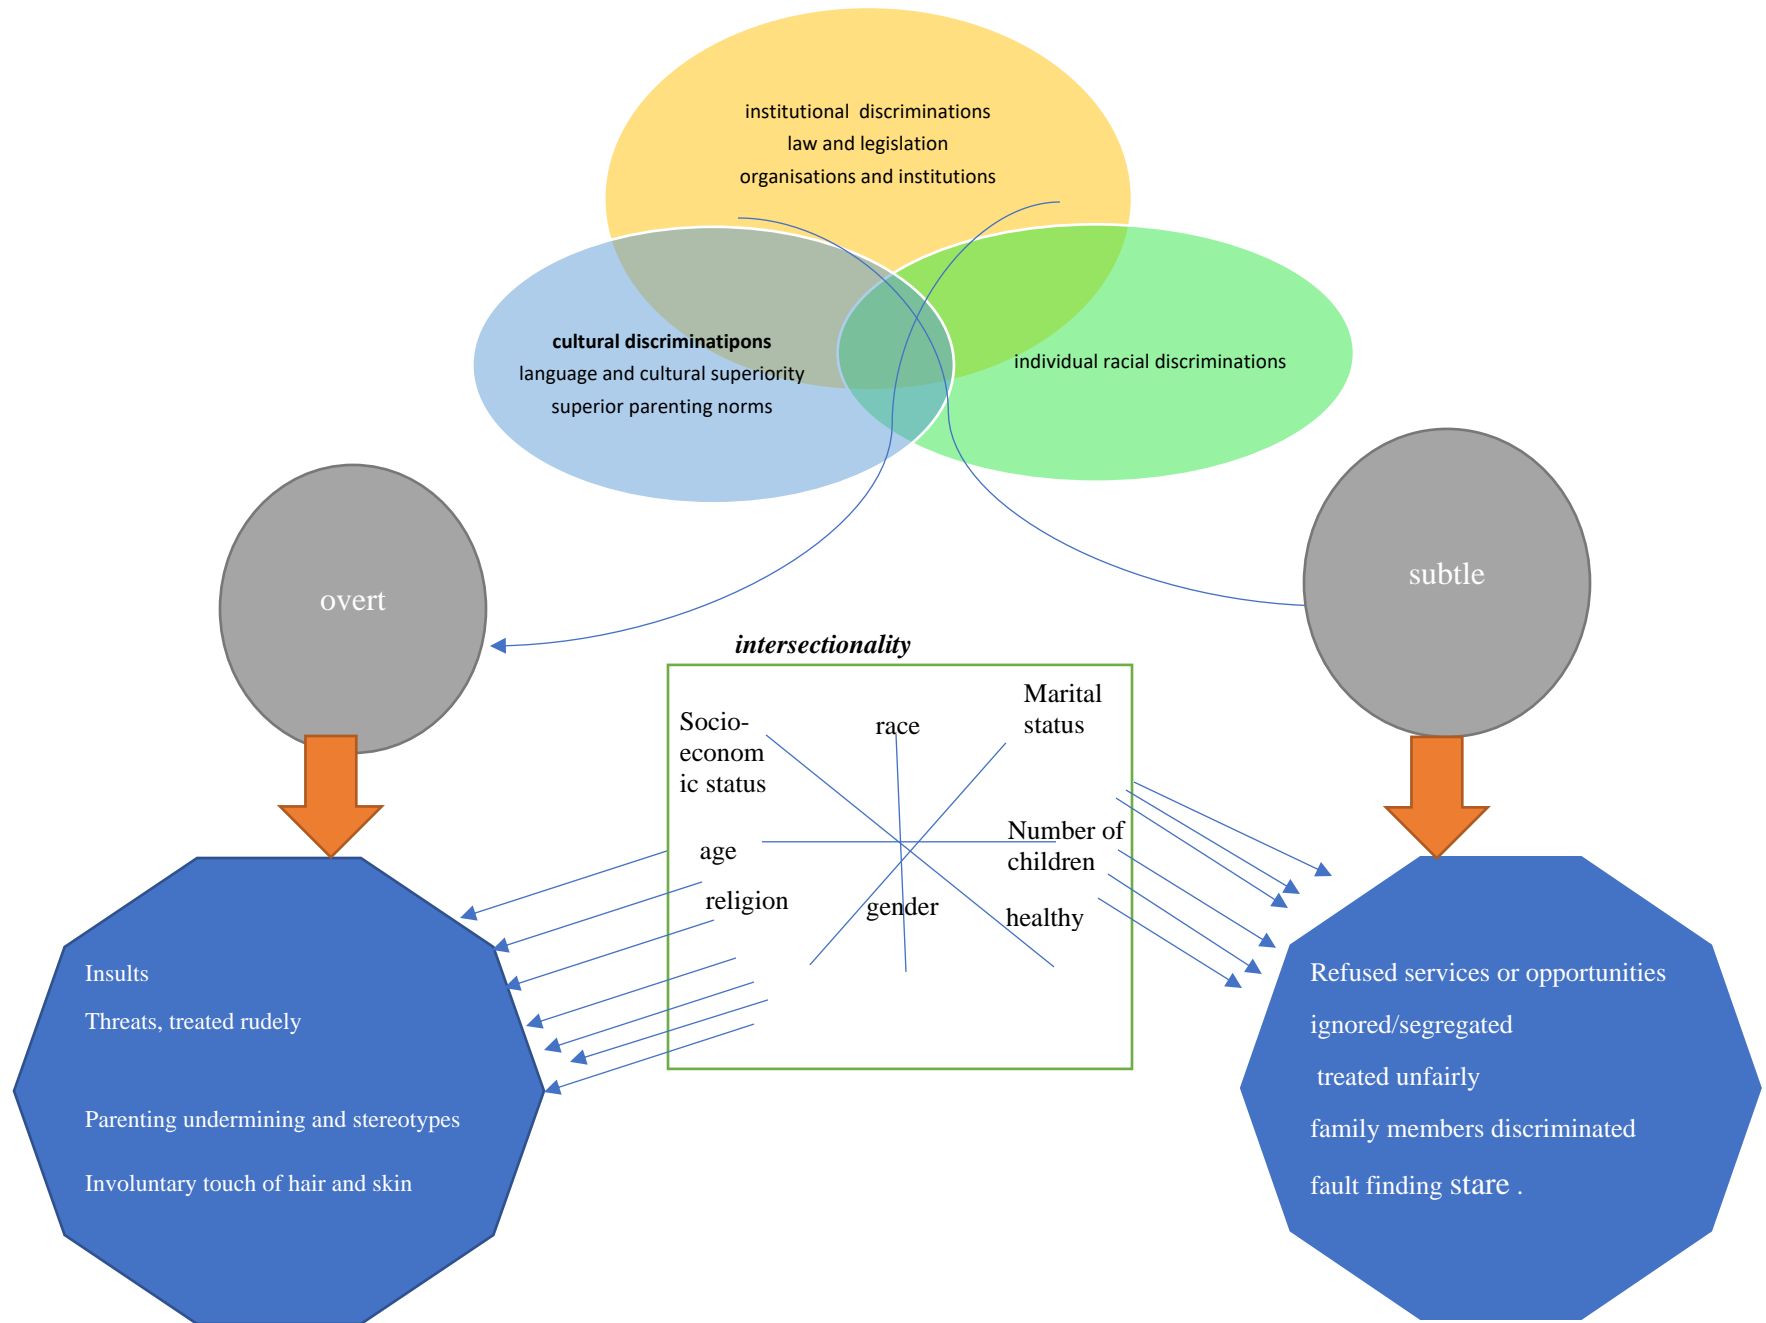 institutional  discriminations
law and legislation
organisations and institutions
cultural discriminatipons
language and cultural superiority
superior parenting norms
individual racial discriminations
overt
subtle
intersectionality
Socio-
econom
ic status
race
Marital
status
age
Number of
children
religion
gender
healthy
Insults
Threats, treated rudely
Parenting undermining and stereotypes
Involuntary touch of hair and skin
Refused services or opportunities
ignored/segregated
treated unfairly
family members discriminated
fault finding stare .